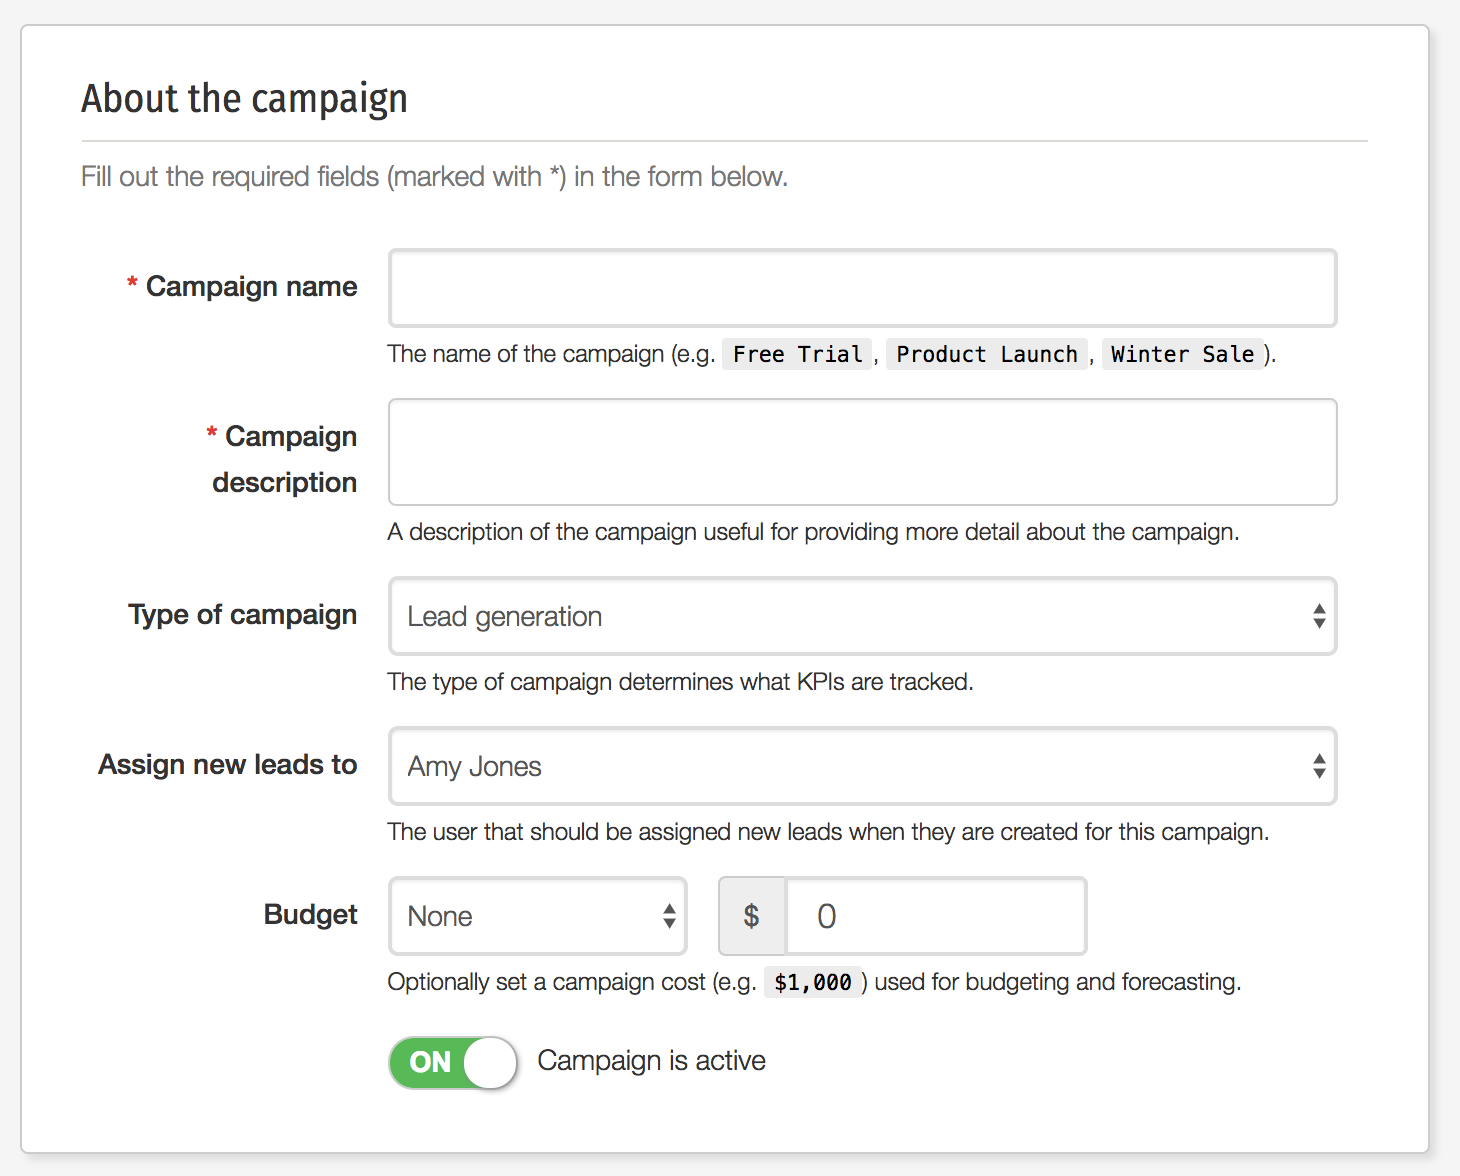 About the campaign
Fill out the required fields (marked with *) in the form below.
* Campaign name
The name of the campaign (e.g. Free Trial, Product Launch, Winter Sale).
* Campaign
description
A description of the campaign useful for providing more detail about the campaign.
Type of campaign
Lead generation
The type of campaign determines what KPIs are tracked.
Assign new leads to
Amy Jones
The user that should be assigned new leads when they are created for this campaign.
Budget
None
$ 0
Optionally set a campaign cost (e.g. $1,000) used for budgeting and forecasting.
ON Campaign is active